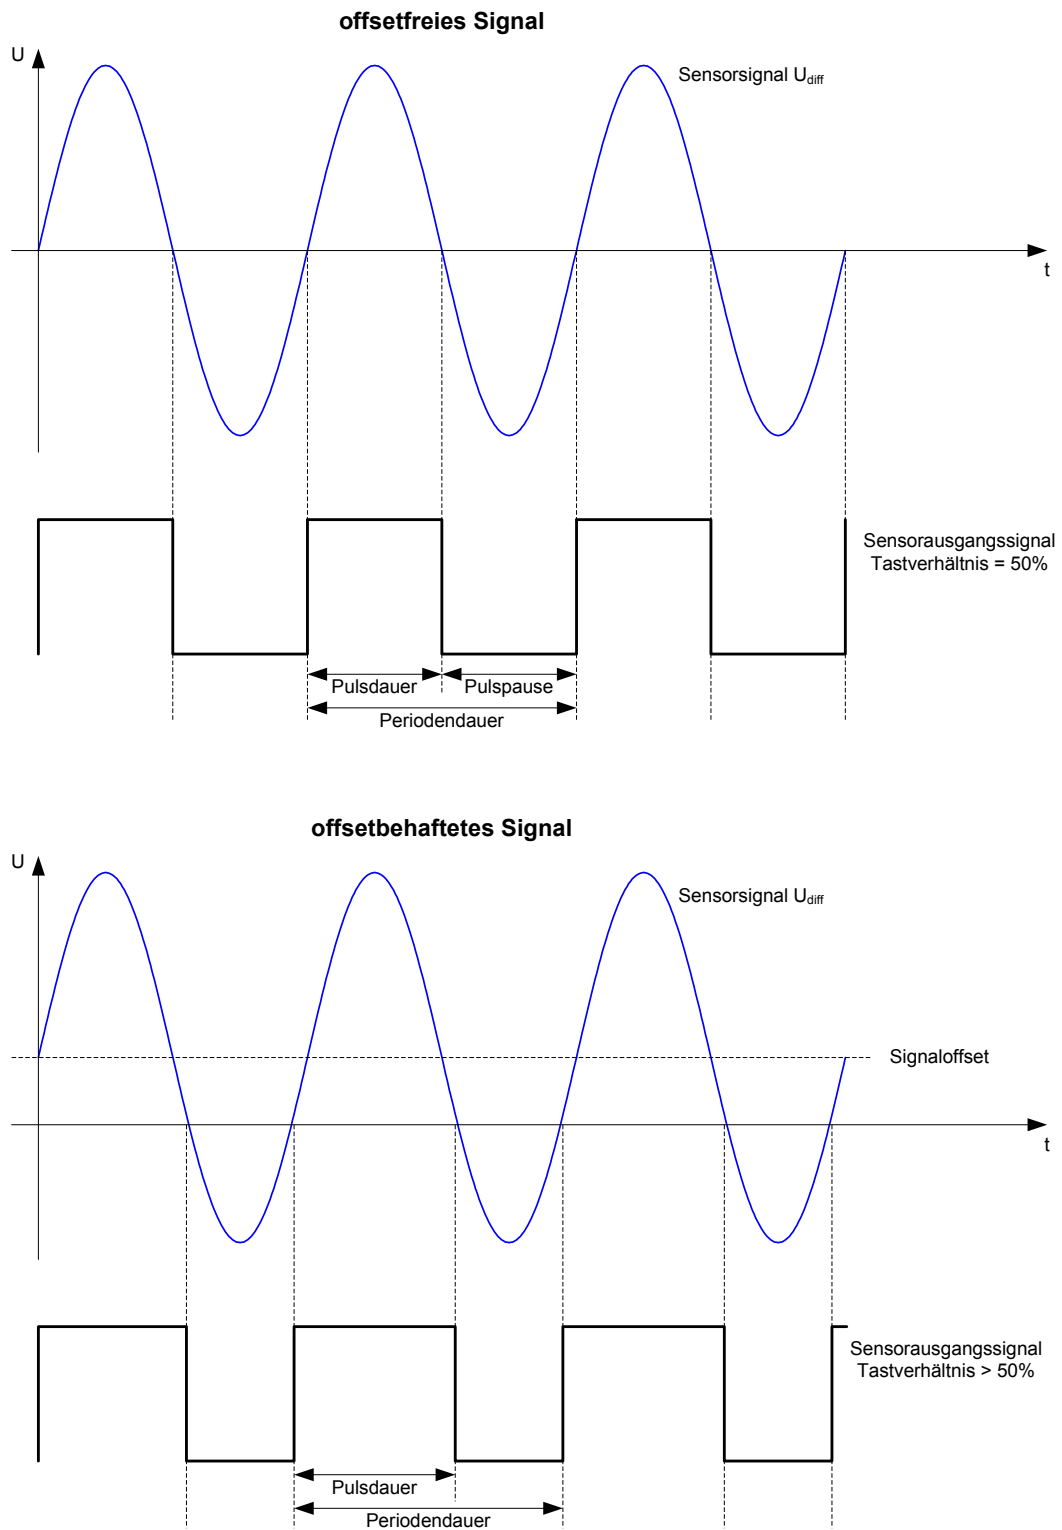 offsetfreies Signal
U
Sensorsignal Udiff
t
Sensorausgangssignal
Tastverhältnis = 50%
Pulsdauer
Pulspause
Periodendauer
offsetbehaftetes Signal
U
Sensorsignal Udiff
Signaloffset
t
Sensorausgangssignal
Tastverhältnis > 50%
Pulsdauer
Periodendauer